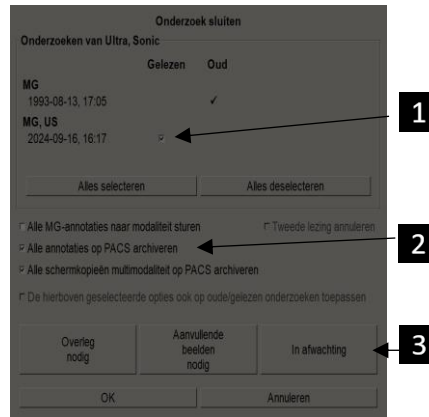 Onderzoek sluiten
Onderzoeken van Ultra, Sonic
Gelezen Oud
MG
1993-08-13, 17:05
MG, US
2024-09-16, 16:17
1
Alles selecteren Alles deselecteren
Alle MG-annotaties naar modaliteit sturen Tweede lezing annuleren
Alle annotaties op PACS archiveren
2
Alle schermkopieën multimodaliteit op PACS archiveren
De hierboven geselecteerde opties ook op oude/gelezen onderzoeken toepassen
Overleg nodig
Aanvullende beelden nodig
In afwachting
3
OK Annuleren